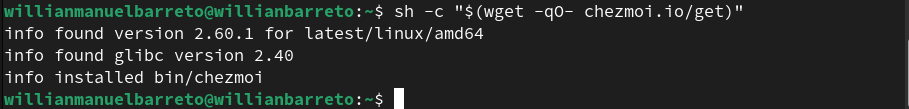 willianmanuelbarreto@willianbarreto:~$ sh -c "$(wget -qO- chezmoi.io/get)"
info found version 2.60.1 for latest/linux/amd64
info found glibc version 2.40
info installed bin/chezmoi
willianmanuelbarreto@willianbarreto:~$